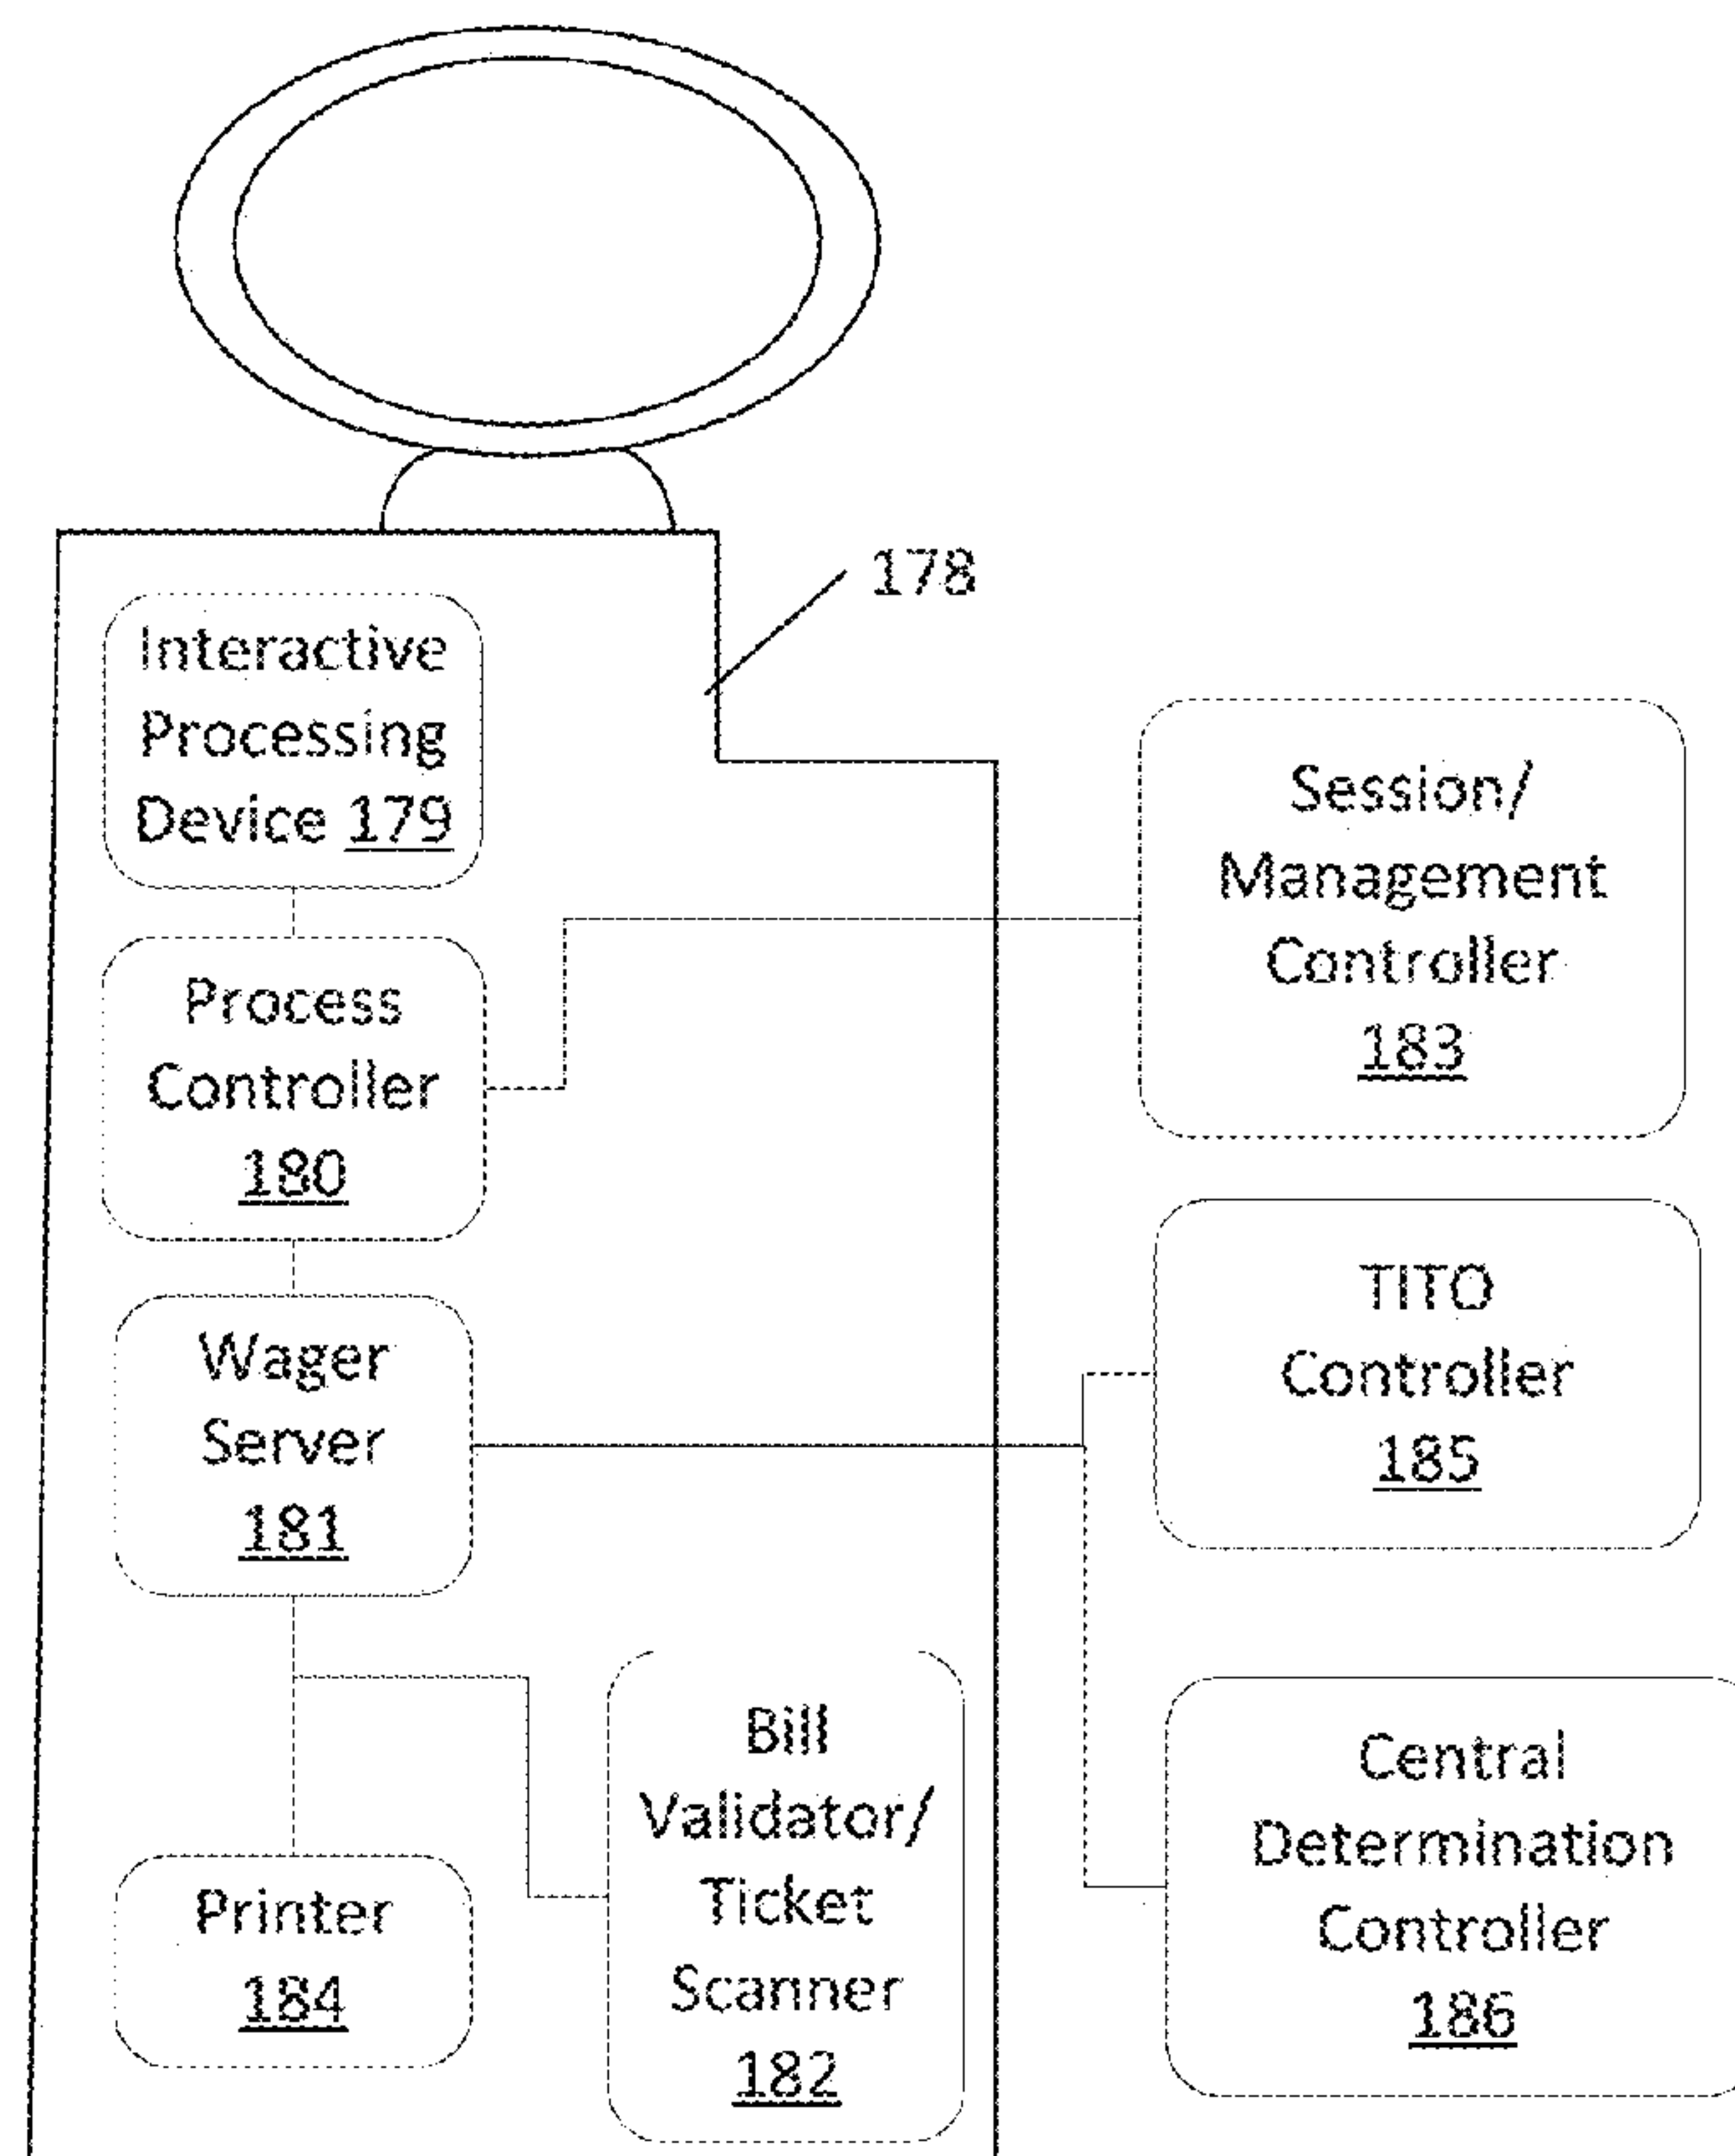 178
Interactive
Processing
Device 179
Process
Controller
180
Wager
Server
181
Printer
184
Bill
Validator/
Ticket
Scanner
182
Session/
Management
Controller
183
TITO
Controller
185
Central
Determination
Controller
186